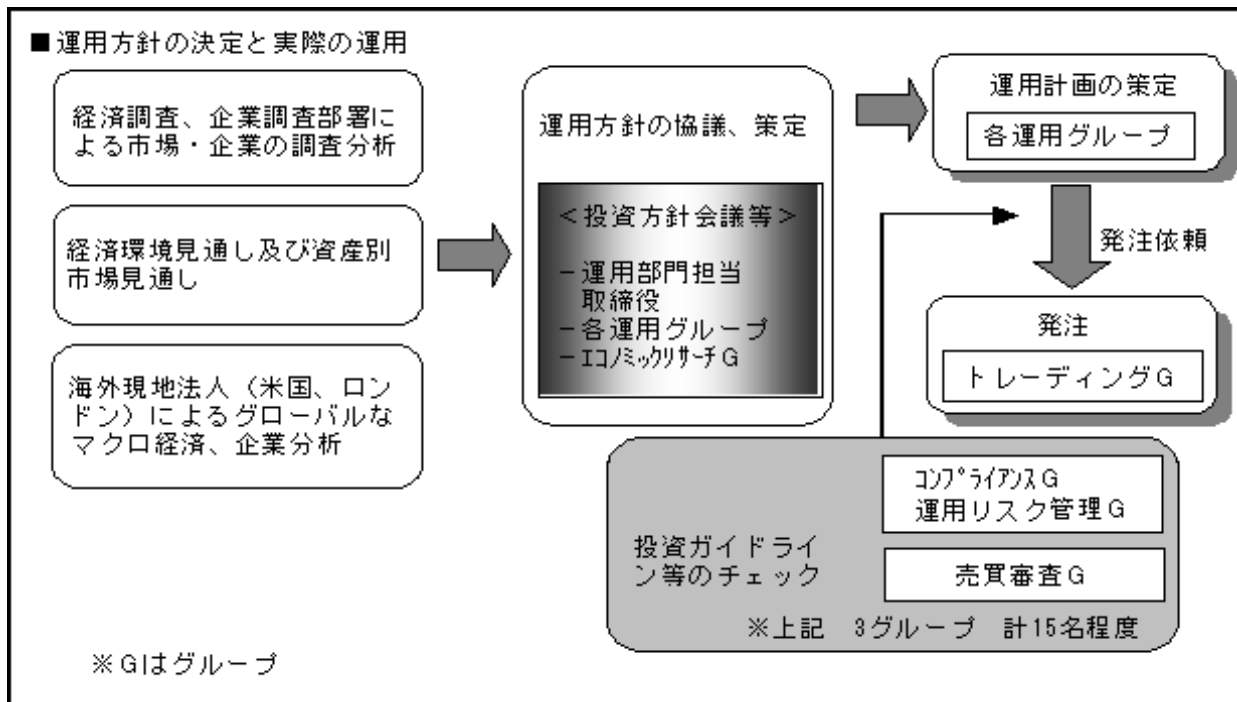 ■運用方針の決定と実際の運用
経済調査、企業調査部署に
よる市場・企業の調査分析
経済環境見通し及び資産別
市場見通し
海外現地法人（米国、ロン
ドン）によるグローバルな
マクロ経済、企業分析
運用方針の協議、策定
＜投資方針会議等＞
－運用部門担当
取締役
－各運用グループ
－ｴｺﾉﾐｯｸﾘｻｰﾁＧ
運用計画の策定
各運用グループ
発注依頼
発注
トレーディングＧ
投資ガイドライ
ン等のチェック
ｺﾝﾌﾟﾗｲｱﾝｽＧ
運用リスク管理Ｇ
売買審査Ｇ
※上記　3グループ　計15名程度
※Ｇはグループ